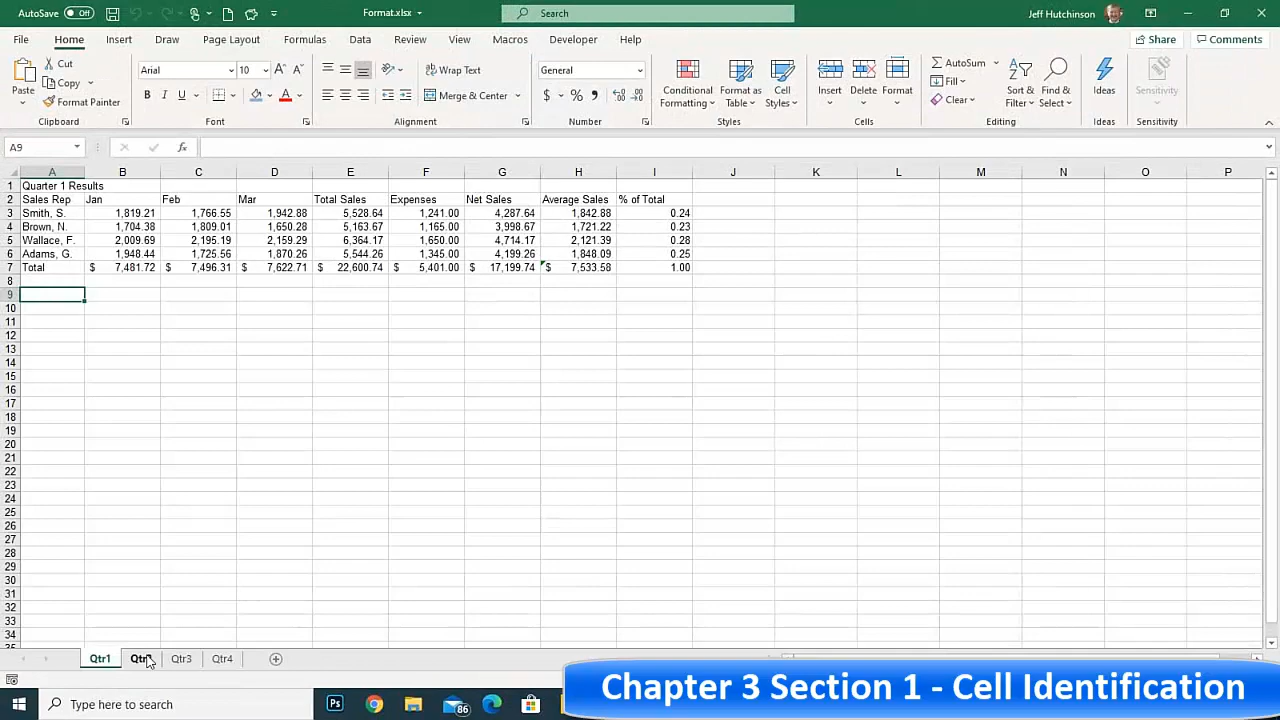 AutoSave Off Format.xlsx Search Jeff Hutchinson
File Home Insert Draw Page Layout Formulas Data Review View Macros Developer Help Share Comments
Paste Cut Copy Format Painter Clipboard
Arial 10 B I U Font
Wrap Text Merge & Center Alignment
General $ % , Number
Conditional Formatting Format as Table Cell Styles Styles
Insert Delete Format Cells
AutoSum Fill Clear Sort & Filter Find & Select Editing
Ideas Ideas
Sensitivity Sensitivity
A9 fx
A B C D E F G H I J K L M N O P
1 Quarter 1 Results
2 Sales Rep Jan Feb Mar Total Sales Expenses Net Sales Average Sales % of Total
3 Smith, S. 1,819.21 1,766.55 1,942.88 5,528.64 1,241.00 4,287.64 1,842.88 0.24
4 Brown, N. 1,704.38 1,809.01 1,650.28 5,163.67 1,165.00 3,998.67 1,721.22 0.23
5 Wallace, F. 2,009.69 2,195.19 2,159.29 6,364.17 1,650.00 4,714.17 2,121.39 0.28
6 Adams, G. 1,948.44 1,725.56 1,870.26 5,544.26 1,345.00 4,199.26 1,848.09 0.25
7 Total $ 7,481.72 $ 7,496.31 $ 7,622.71 $ 22,600.74 $ 5,401.00 $ 17,199.74 $ 7,533.58 1.00
8
9
10
11
12
13
14
15
16
17
18
19
20
21
22
23
24
25
26
27
28
29
30
31
32
33
34
Qtr1 Qtr Qtr3 Qtr4
Chapter 3 Section 1 - Cell Identification
Type here to search Ps 86